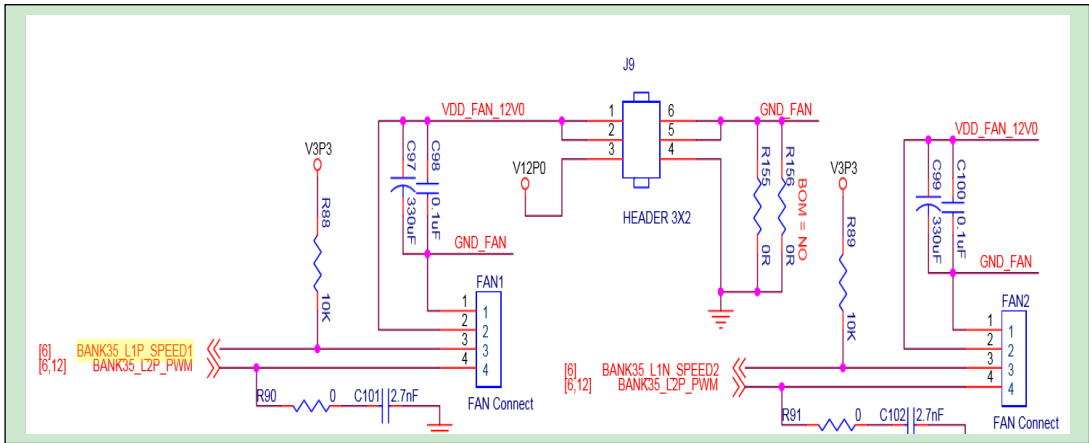 J9
VDD_FAN_12V0
1
2
3
6
5
4
GND_FAN
HEADER 3X2
V12P0
V3P3
R88
10K
C97
330uF
C98
0.1uF
GND_FAN
R155
0R
R156
0R
BOM = NO
V3P3
R89
10K
VDD_FAN_12V0
C99
330uF
C100
0.1uF
GND_FAN
FAN1
1 1
2 2
3 3
4 4
FAN Connect
[6] BANK35_L1P_SPEED1
[6,12] BANK35_L2P_PWM
R90 0 C101 2.7nF
FAN2
1 1
2 2
3 3
4 4
FAN Connect
[6] BANK35_L1N_SPEED2
[6,12] BANK35_L2P_PWM
R91 0 C102 2.7nF